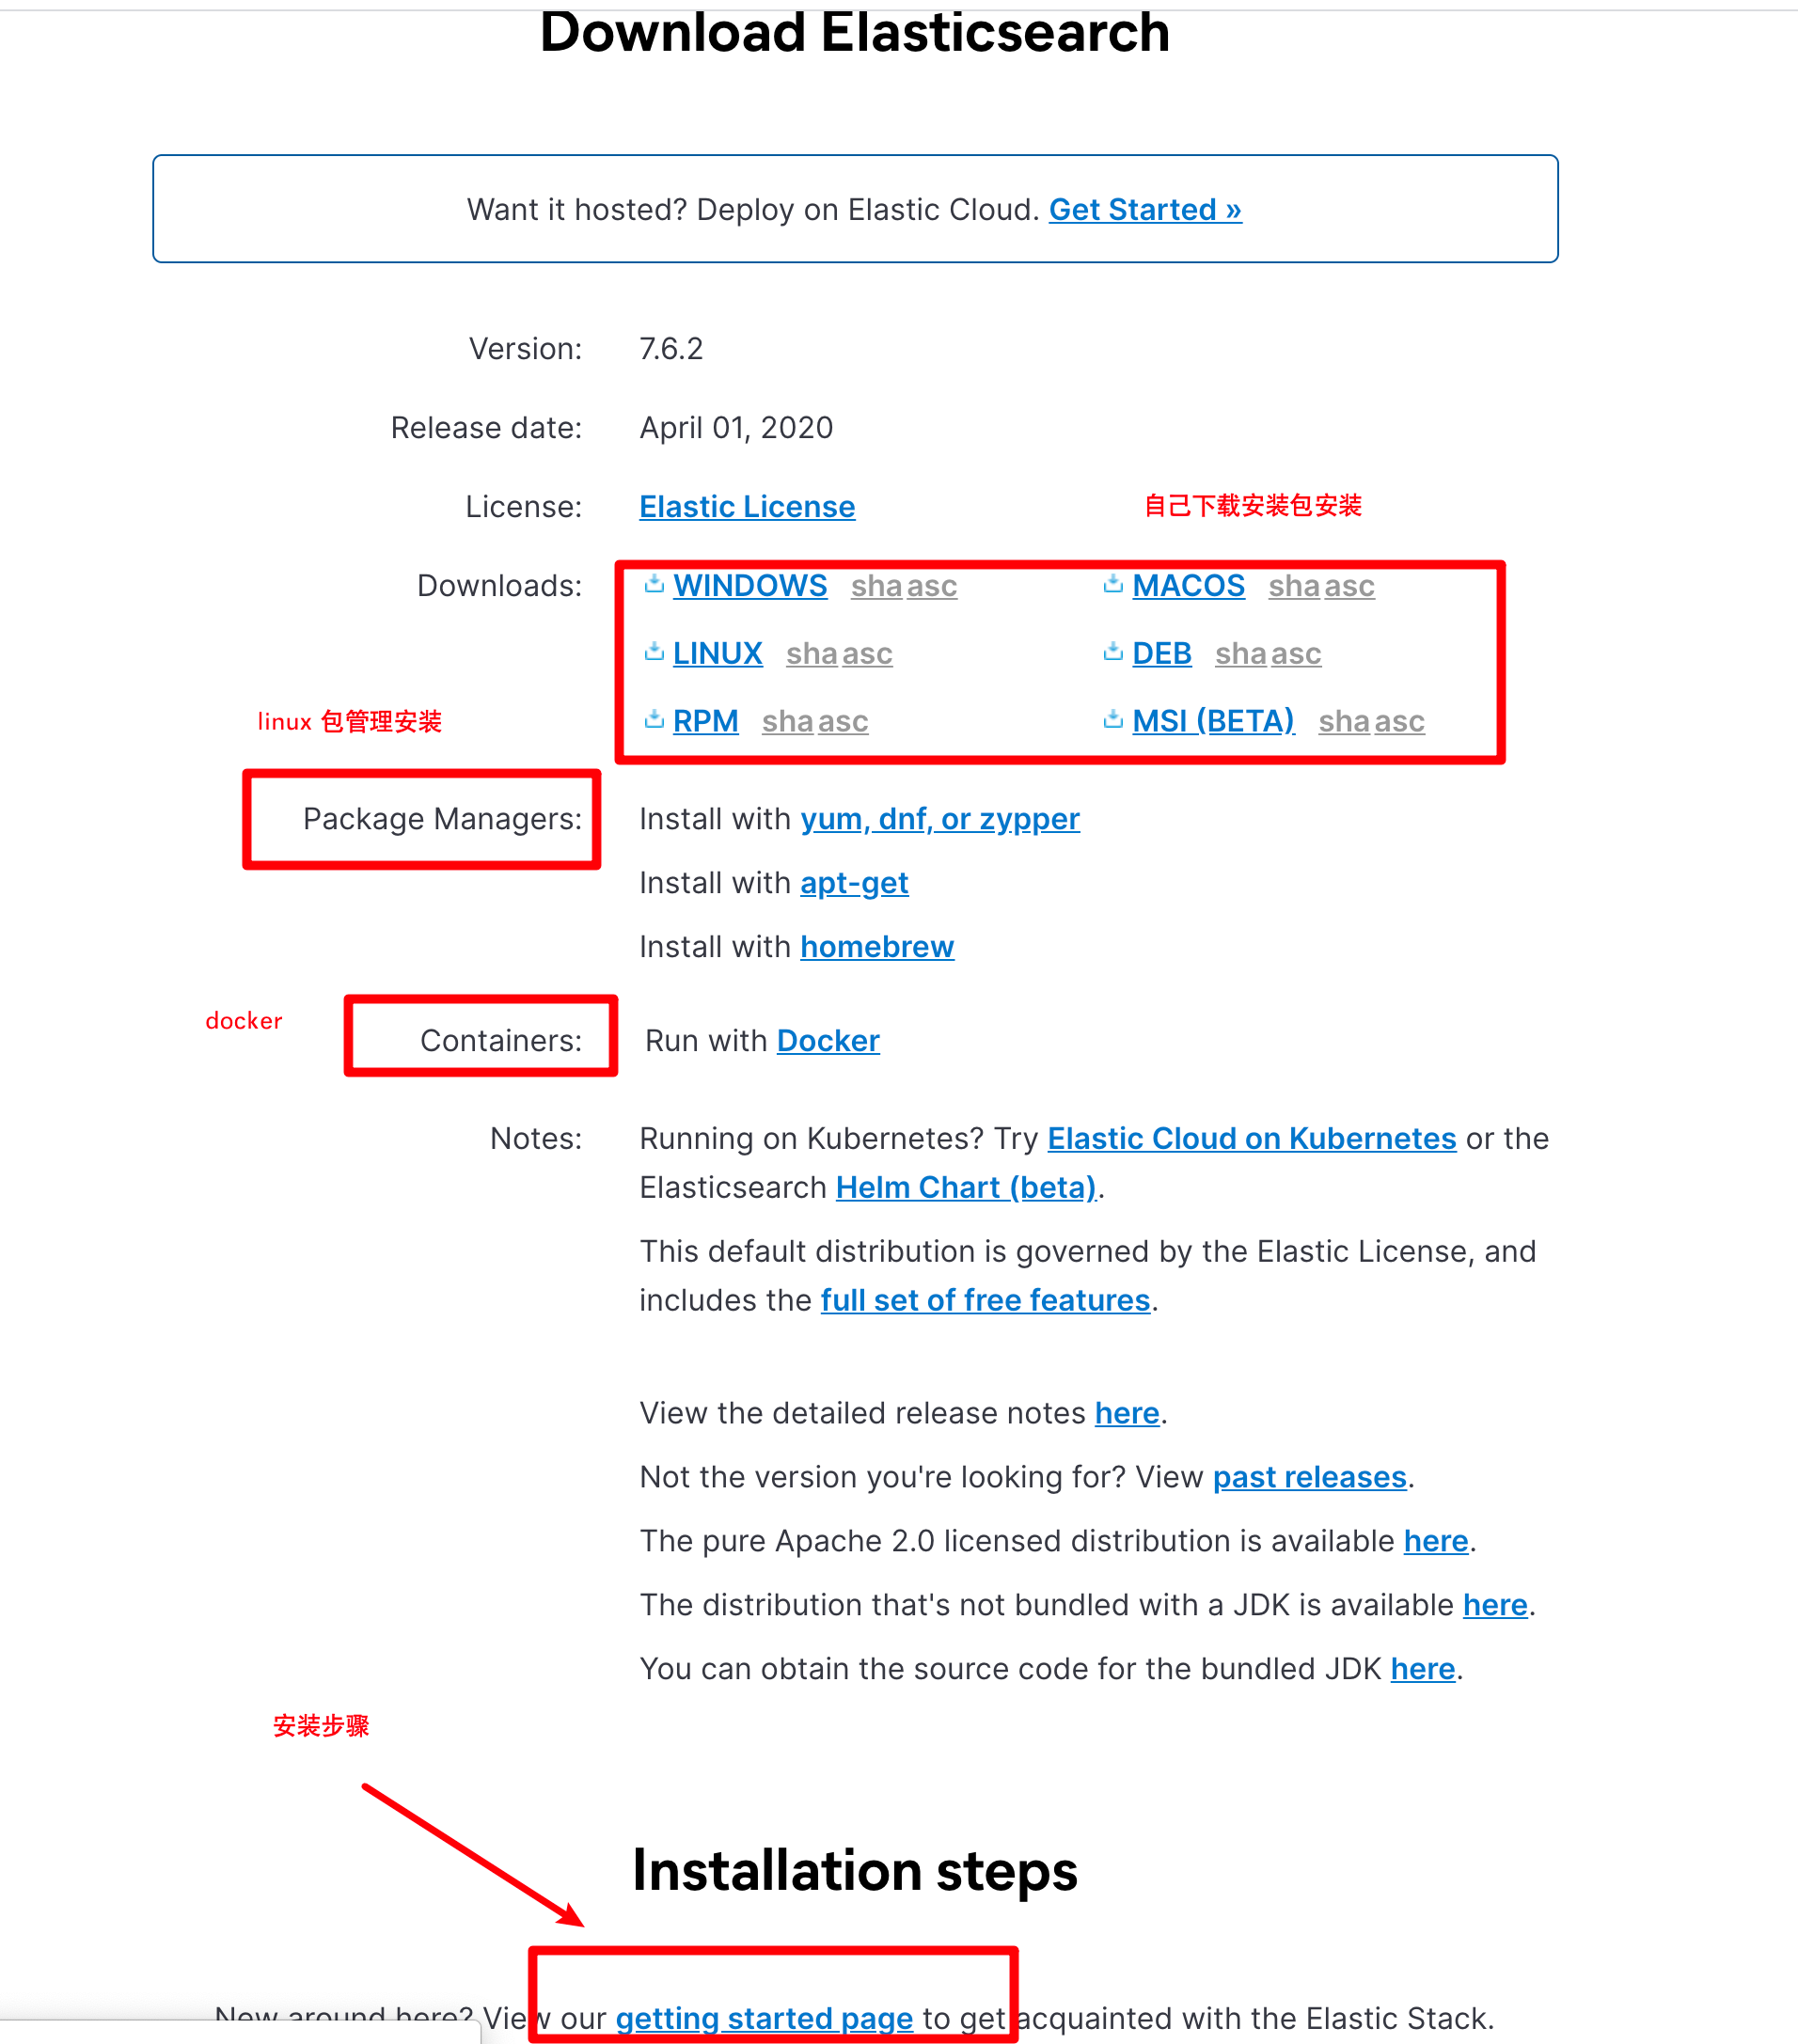 Download Elasticsearch
Want it hosted? Deploy on Elastic Cloud. Get Started »
Version: 7.6.2
Release date: April 01, 2020
License: Elastic License
自己下载安装包安装
Downloads: WINDOWS sha asc MACOS sha asc
LINUX sha asc DEB sha asc
linux 包管理安装
RPM sha asc MSI (BETA) sha asc
Package Managers: Install with yum, dnf, or zypper
Install with apt-get
Install with homebrew
docker
Containers: Run with Docker
Notes: Running on Kubernetes? Try Elastic Cloud on Kubernetes or the
Elasticsearch Helm Chart (beta).
This default distribution is governed by the Elastic License, and
includes the full set of free features.
View the detailed release notes here.
Not the version you're looking for? View past releases.
The pure Apache 2.0 licensed distribution is available here.
The distribution that's not bundled with a JDK is available here.
You can obtain the source code for the bundled JDK here.
安装步骤
Installation steps
New around here? View our getting started page to get acquainted with the Elastic Stack.